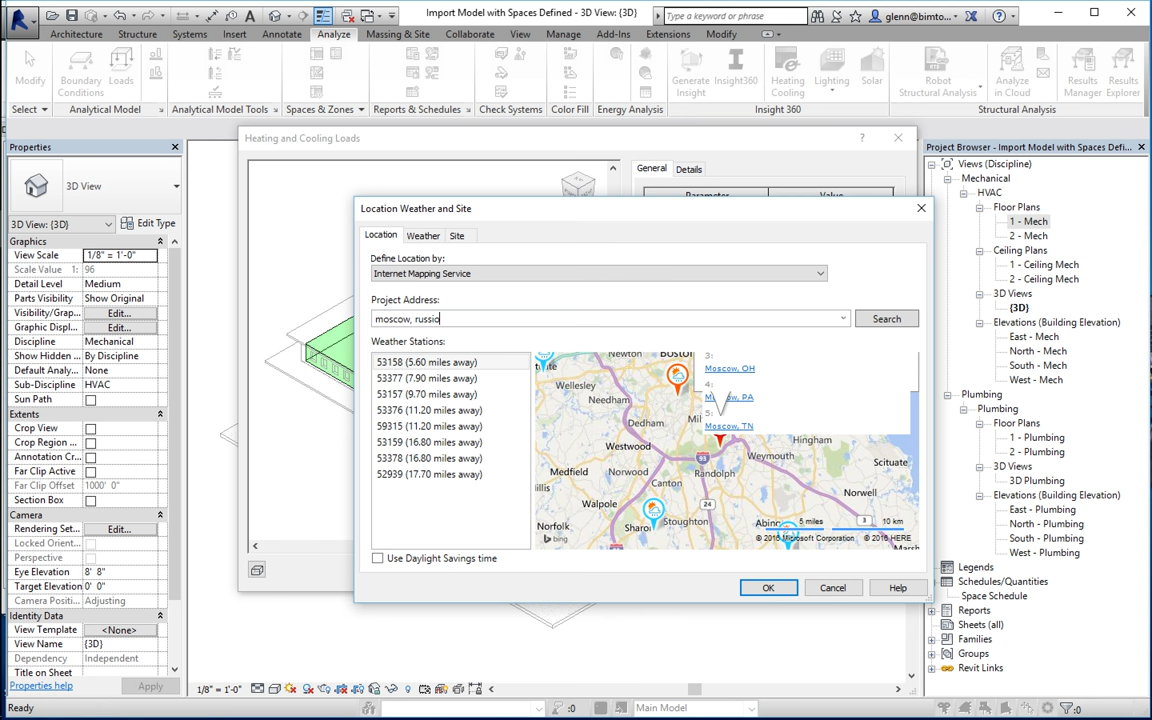 Import Model with Spaces Defined - 3D View: {3D}
Type a keyword or phrase
glenn@bimto...
Architecture Structure Systems Insert Annotate Analyze Massing & Site Collaborate View Manage Add-Ins Extensions Modify
Modify Boundary Conditions Loads Generate Insight Insight360 Heating Cooling Lighting Solar Robot Structural Analysis Analyze in Cloud Results Manager Results Explorer
Select Analytical Model Analytical Model Tools Spaces & Zones Reports & Schedules Check Systems Color Fill Energy Analysis Insight 360 Structural Analysis
Properties
3D View
3D View: {3D} Edit Type
Graphics
View Scale 1/8" = 1'-0"
Scale Value 1: 96
Detail Level Medium
Parts Visibility Show Original
Visibility/Grap... Edit...
Graphic Displ... Edit...
Discipline Mechanical
Show Hidden ... By Discipline
Default Analy... None
Sub-Discipline HVAC
Sun Path
Extents
Crop View
Crop Region ...
Annotation Cr...
Far Clip Active
Far Clip Offset 1000' 0"
Section Box
Camera
Rendering Set... Edit...
Locked Orient...
Perspective
Eye Elevation 8' 8"
Target Elevation 0' 0"
Camera Positi... Adjusting
Identity Data
View Template <None>
View Name {3D}
Dependency Independent
Title on Sheet
Properties help Apply
Heating and Cooling Loads
General Details
Parameter Value
Location Weather and Site
Location Weather Site
Define Location by:
Internet Mapping Service
Project Address:
moscow, russio
Search
Weather Stations:
53158 (5.60 miles away)
53377 (7.90 miles away)
53157 (9.70 miles away)
53376 (11.20 miles away)
59315 (11.20 miles away)
53159 (16.80 miles away)
53378 (16.80 miles away)
52939 (17.70 miles away)
Newton
Wellesley
Needham
Dedham
Westwood
Medfield
Norwood
Canton
Walpole
Norfolk
Stoughton
Randolph
93
24
3
Weymouth
Hingham
Scituate
Norwell
3:
Moscow, OH
4:
5:
Moscow, TN
bing
5 miles
10 km
© 2016 Microsoft Corporation © 2016 HERE
Use Daylight Savings time
OK Cancel Help
Project Browser - Import Model with Spaces Defi...
Views (Discipline)
Mechanical
HVAC
Floor Plans
1 - Mech
2 - Mech
Ceiling Plans
1 - Ceiling Mech
2 - Ceiling Mech
3D Views
{3D}
Elevations (Building Elevation)
East - Mech
North - Mech
South - Mech
West - Mech
Plumbing
Plumbing
Floor Plans
1 - Plumbing
2 - Plumbing
3D Views
3D Plumbing
Elevations (Building Elevation)
East - Plumbing
North - Plumbing
South - Plumbing
West - Plumbing
Legends
Schedules/Quantities
Space Schedule
Reports
Sheets (all)
Families
Groups
Revit Links
1/8" = 1'-0"
Ready
:0
Main Model
:0